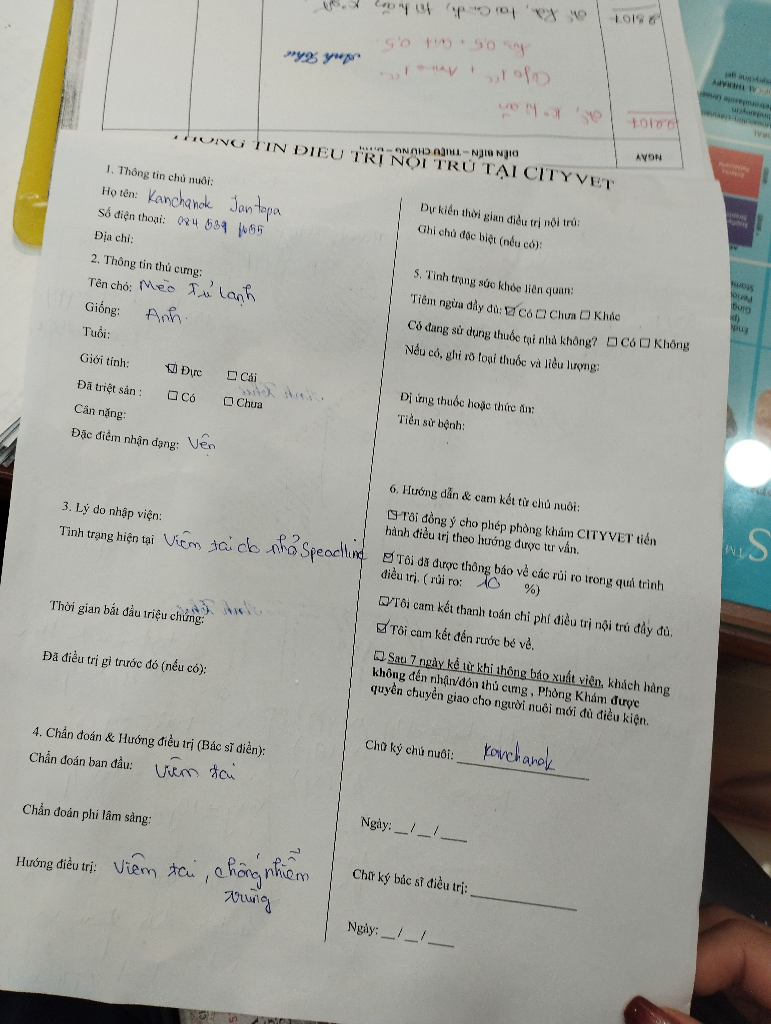 THÔNG TIN ĐIỀU TRỊ NỘI TRÚ TẠI CITYVET
1. Thông tin chủ nuôi:
Họ tên: Kanchanok Jantopa
Số điện thoại: 084 539 1655
Địa chỉ:
2. Thông tin thú cưng:
Tên chó: Mèo Tủ Lạnh
Giống: Anh
Tuổi:
Giới tính: ☑ Đực ☐ Cái
Đã triệt sản : ☐ Có ☐ Chưa
Cân nặng:
Đặc điểm nhận dạng: Vện
3. Lý do nhập viện:
Tình trạng hiện tại Viêm tai do nhỏ
Thời gian bắt đầu triệu chứng:
Đã điều trị gì trước đó (nếu có):
4. Chẩn đoán & Hướng điều trị (Bác sĩ điền):
Chẩn đoán ban đầu: Viêm tai
Chẩn đoán phi lâm sàng:
Hướng điều trị: Viêm tai, chống nhiễm
trùng
Dự kiến thời gian điều trị nội trú:
Ghi chú đặc biệt (nếu có):
5. Tình trạng sức khỏe liên quan:
Tiêm ngừa đầy đủ: ☑ Có ☐ Chưa ☐ Khác
Có đang sử dụng thuốc tại nhà không? ☐ Có ☐ Không
Nếu có, ghi rõ loại thuốc và liều lượng:
Dị ứng thuốc hoặc thức ăn:
Tiền sử bệnh:
6. Hướng dẫn & cam kết từ chủ nuôi:
☑ Tôi đồng ý cho phép phòng khám CITYVET tiến
hành điều trị theo hướng được tư vấn.
☑ Tôi đã được thông báo về các rủi ro trong quá trình
điều trị. ( rủi ro: 10 %)
☑ Tôi cam kết thanh toán chi phí điều trị nội trú đầy đủ.
☑ Tôi cam kết đến rước bé về.
☑ Sau 7 ngày kể từ khi thông báo xuất viện, khách hàng
không đến nhận/đón thú cưng , Phòng Khám được
quyền chuyển giao cho người nuôi mới đủ điều kiện.
Chữ ký chủ nuôi: Kanchanok
Ngày: __/__/___
Chữ ký bác sĩ điều trị: ___________
Ngày: __/__/___
NGÀY